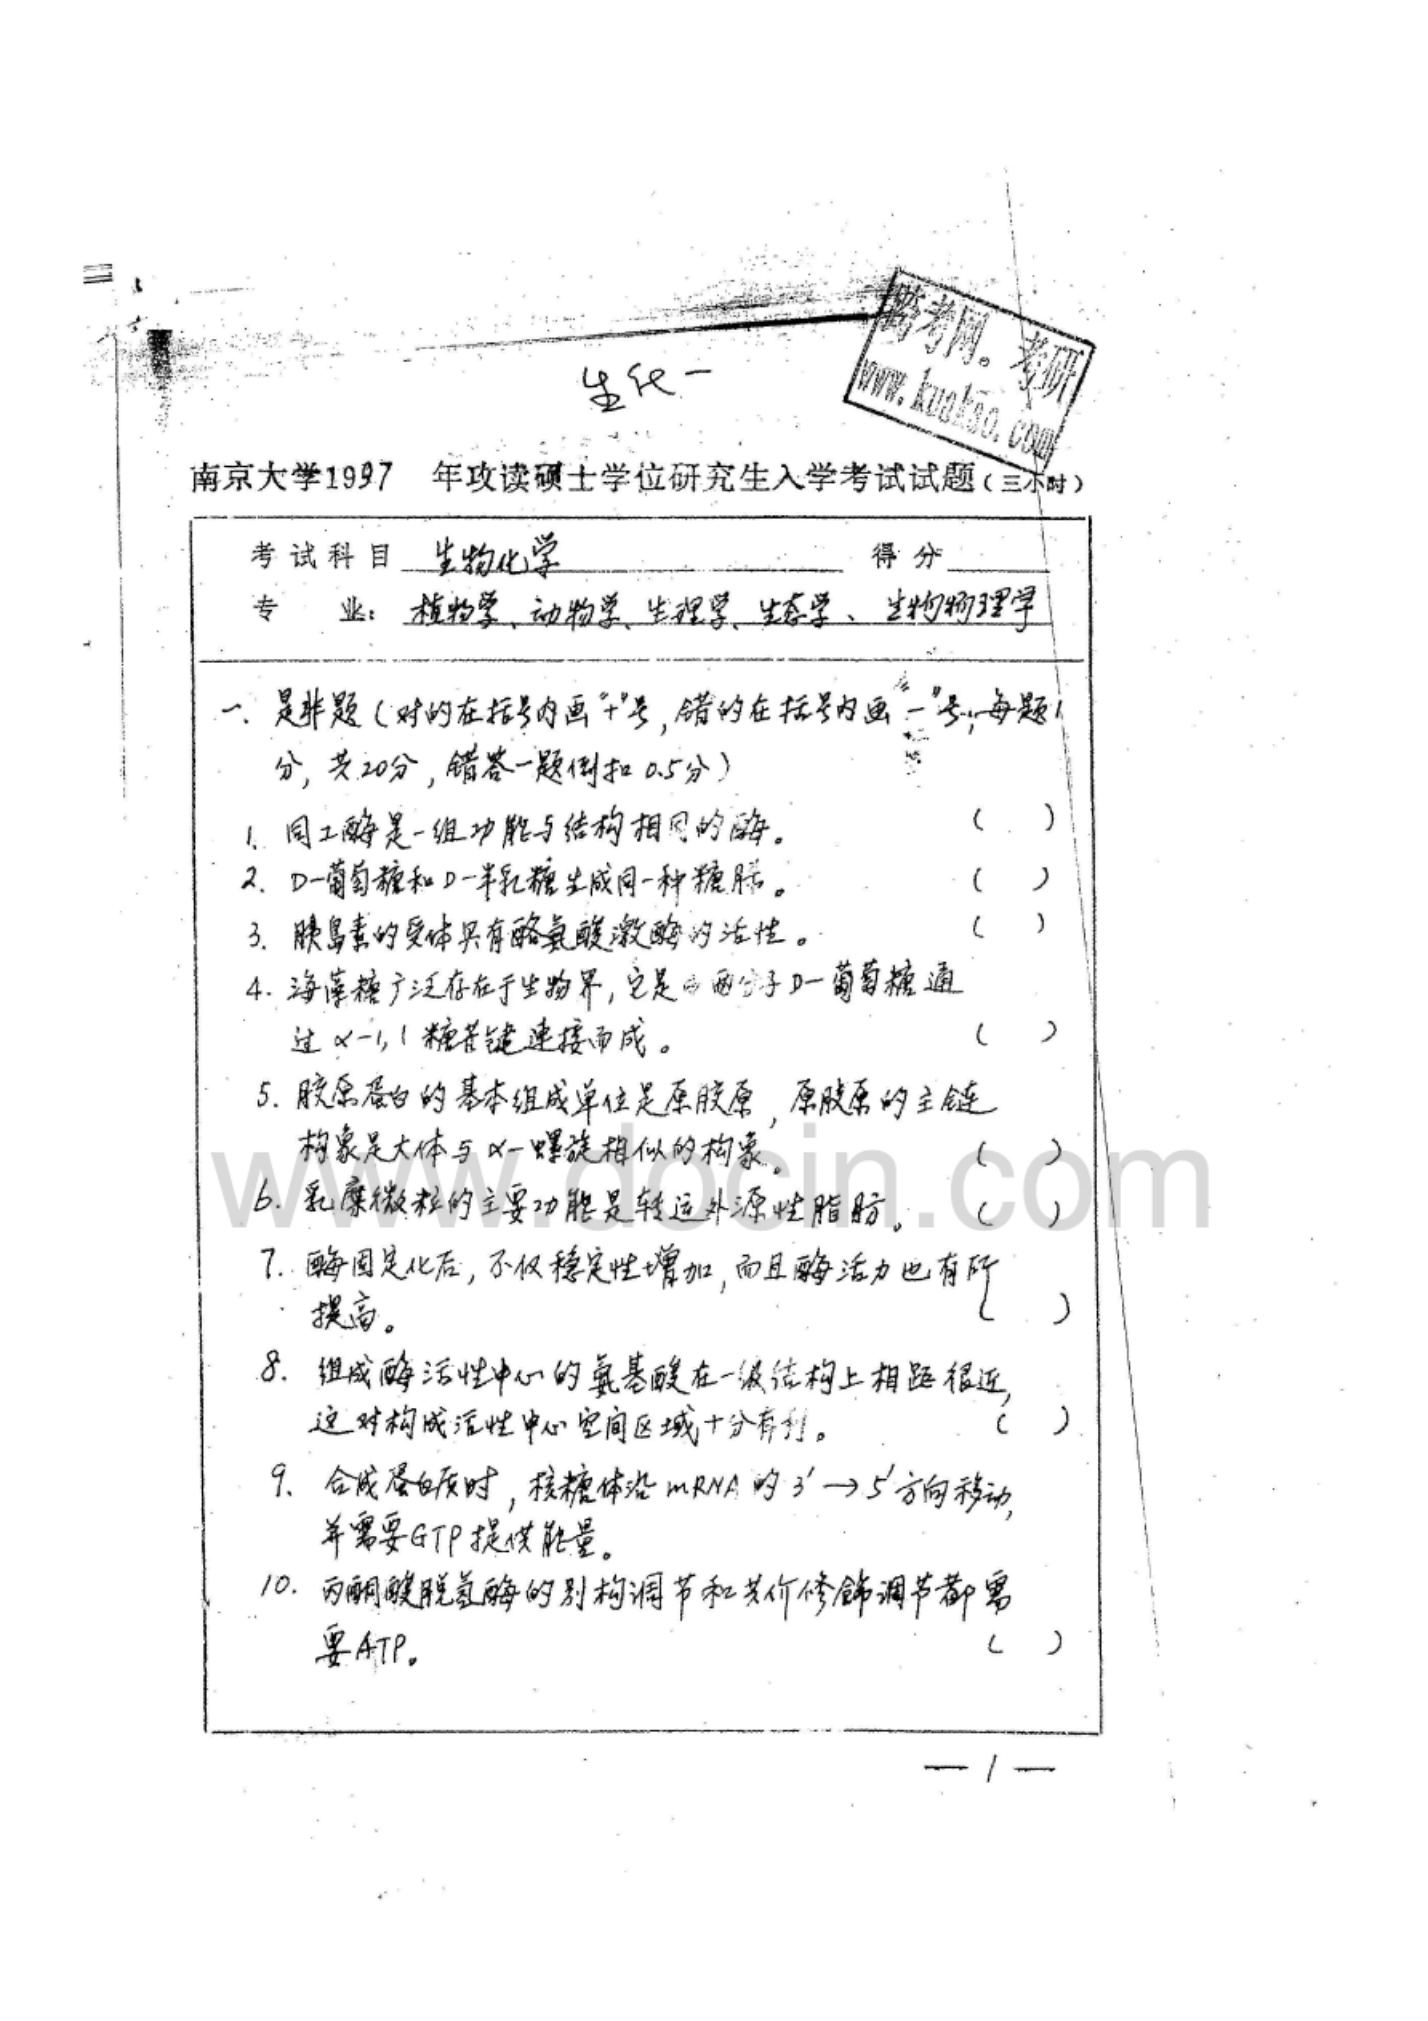 生化一
跨考网。考研
www.kuakao.com
南京大学1997 年攻读硕士学位研究生入学考试试题(三小时)
考试科目 生物化学 得分
专 业: 植物学、动物学、生理学、生态学、生物物理学
一、是非题(对的在括号内画"+"号,错的在括号内画"-"号,每题1
分,共20分,错答一题倒扣0.5分)
1. 同工酶是一组功能与结构相同的酶。 ( )
2. D-葡萄糖和D-半乳糖生成同一种糖脎。 ( )
3. 胰岛素的受体具有酪氨酸激酶的活性。 ( )
4. 海藻糖广泛存在于生物界,它是由两分子D-葡萄糖通
过α-1,1糖苷键连接而成。 ( )
5. 胶原蛋白的基本组成单位是原胶原,原胶原的主链
构象是大体与α-螺旋相似的构象。 ( )
6. 乳糜微粒的主要功能是转运外源性脂肪。 ( )
7. 酶固定化后,不仅稳定性增加,而且酶活力也有所
提高。 ( )
8. 组成酶活性中心的氨基酸在一级结构上相距很近,
这对构成活性中心空间区域十分有利。 ( )
9. 合成蛋白质时,核糖体沿mRNA的3'→5'方向移动,
并需要GTP提供能量。
10. 丙酮酸脱氢酶的别构调节和共价修饰调节都需
要ATP。 ( )
— 1 —
www.docin.com